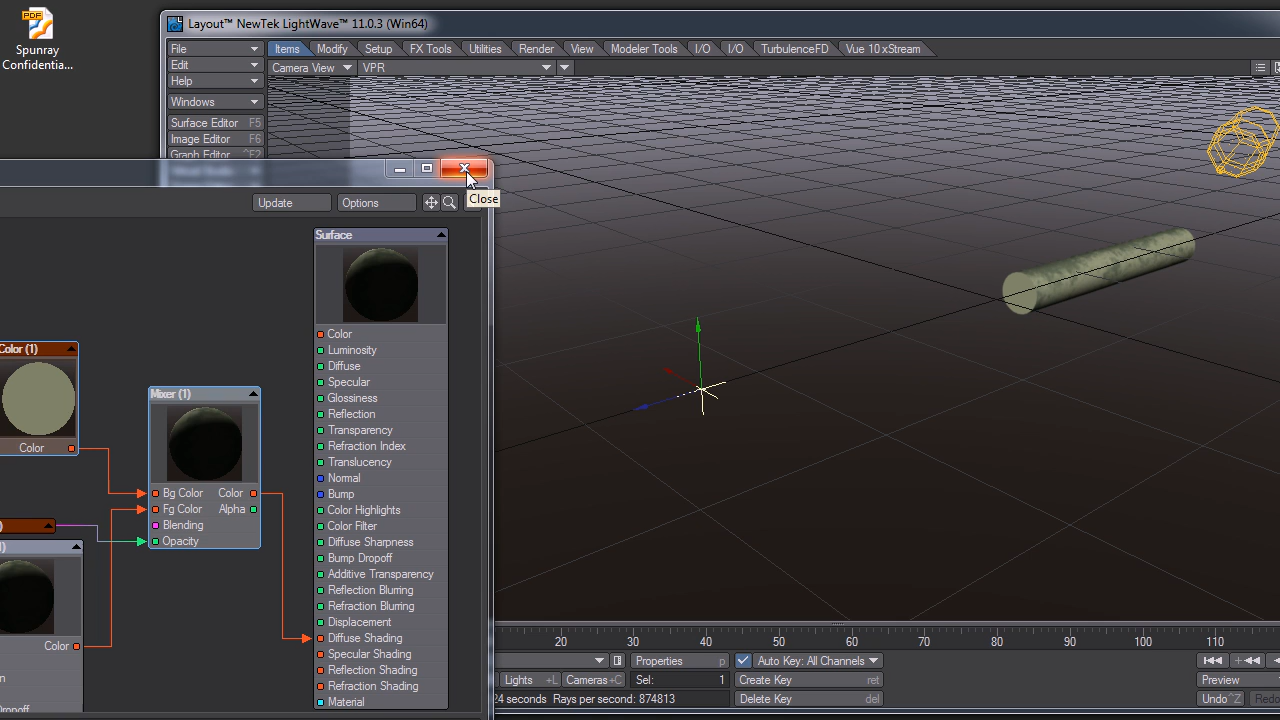 Spunray
Confidentia...
Layout™ NewTek LightWave™ 11.0.3 (Win64)
File
Items
Modify
Setup
FX Tools
Utilities
Render
View
Modeler Tools
I/O
I/O
TurbulenceFD
Vue 10 xStream
Edit
Camera View
VPR
Help
Windows
Surface Editor F5
Image Editor F6
Graph Editor ^F2
Close
Update
Options
Surface
Color
Luminosity
Diffuse
Specular
Glossiness
Reflection
Transparency
Refraction Index
Translucency
Normal
Bump
Color Highlights
Color Filter
Diffuse Sharpness
Bump Dropoff
Additive Transparency
Reflection Blurring
Refraction Blurring
Displacement
Diffuse Shading
Specular Shading
Reflection Shading
Refraction Shading
Material
Color (1)
Color
Mixer (1)
Bg Color Color
Fg Color Alpha
Blending
Opacity
Color
20 30 40 50 60 70 80 90 100 110
Properties p
Auto Key: All Channels
Lights +L
Cameras +C
Sel: 1
Create Key ret
Preview
24 seconds Rays per second: 874813
Delete Key del
Undo ^Z
Redo